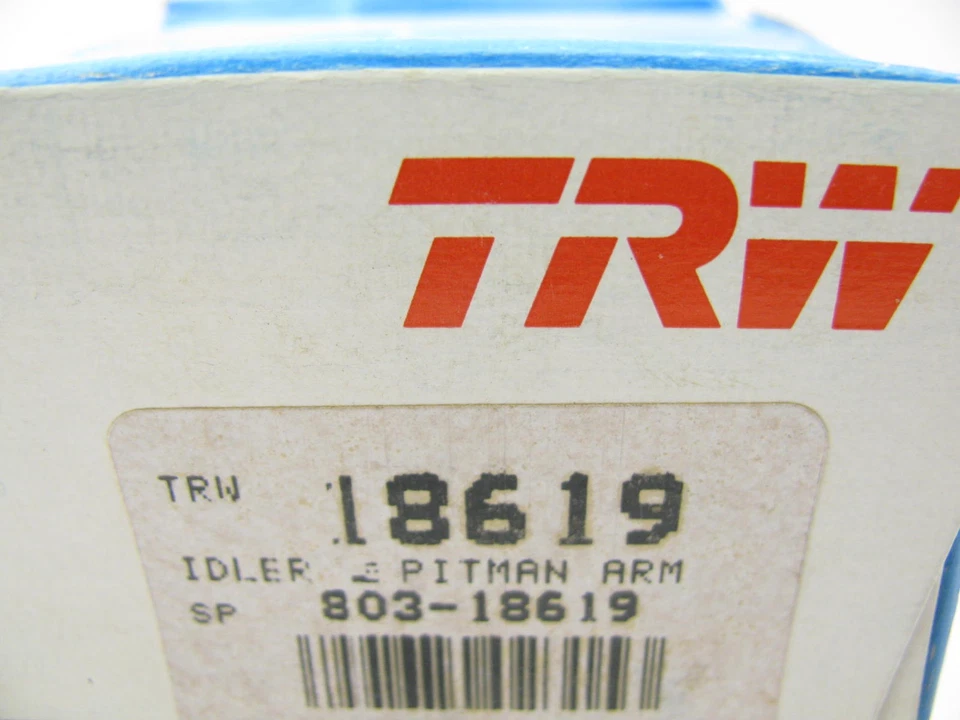 TRW
TRW 18619
IDLER & PITMAN ARM
SP 803-18619